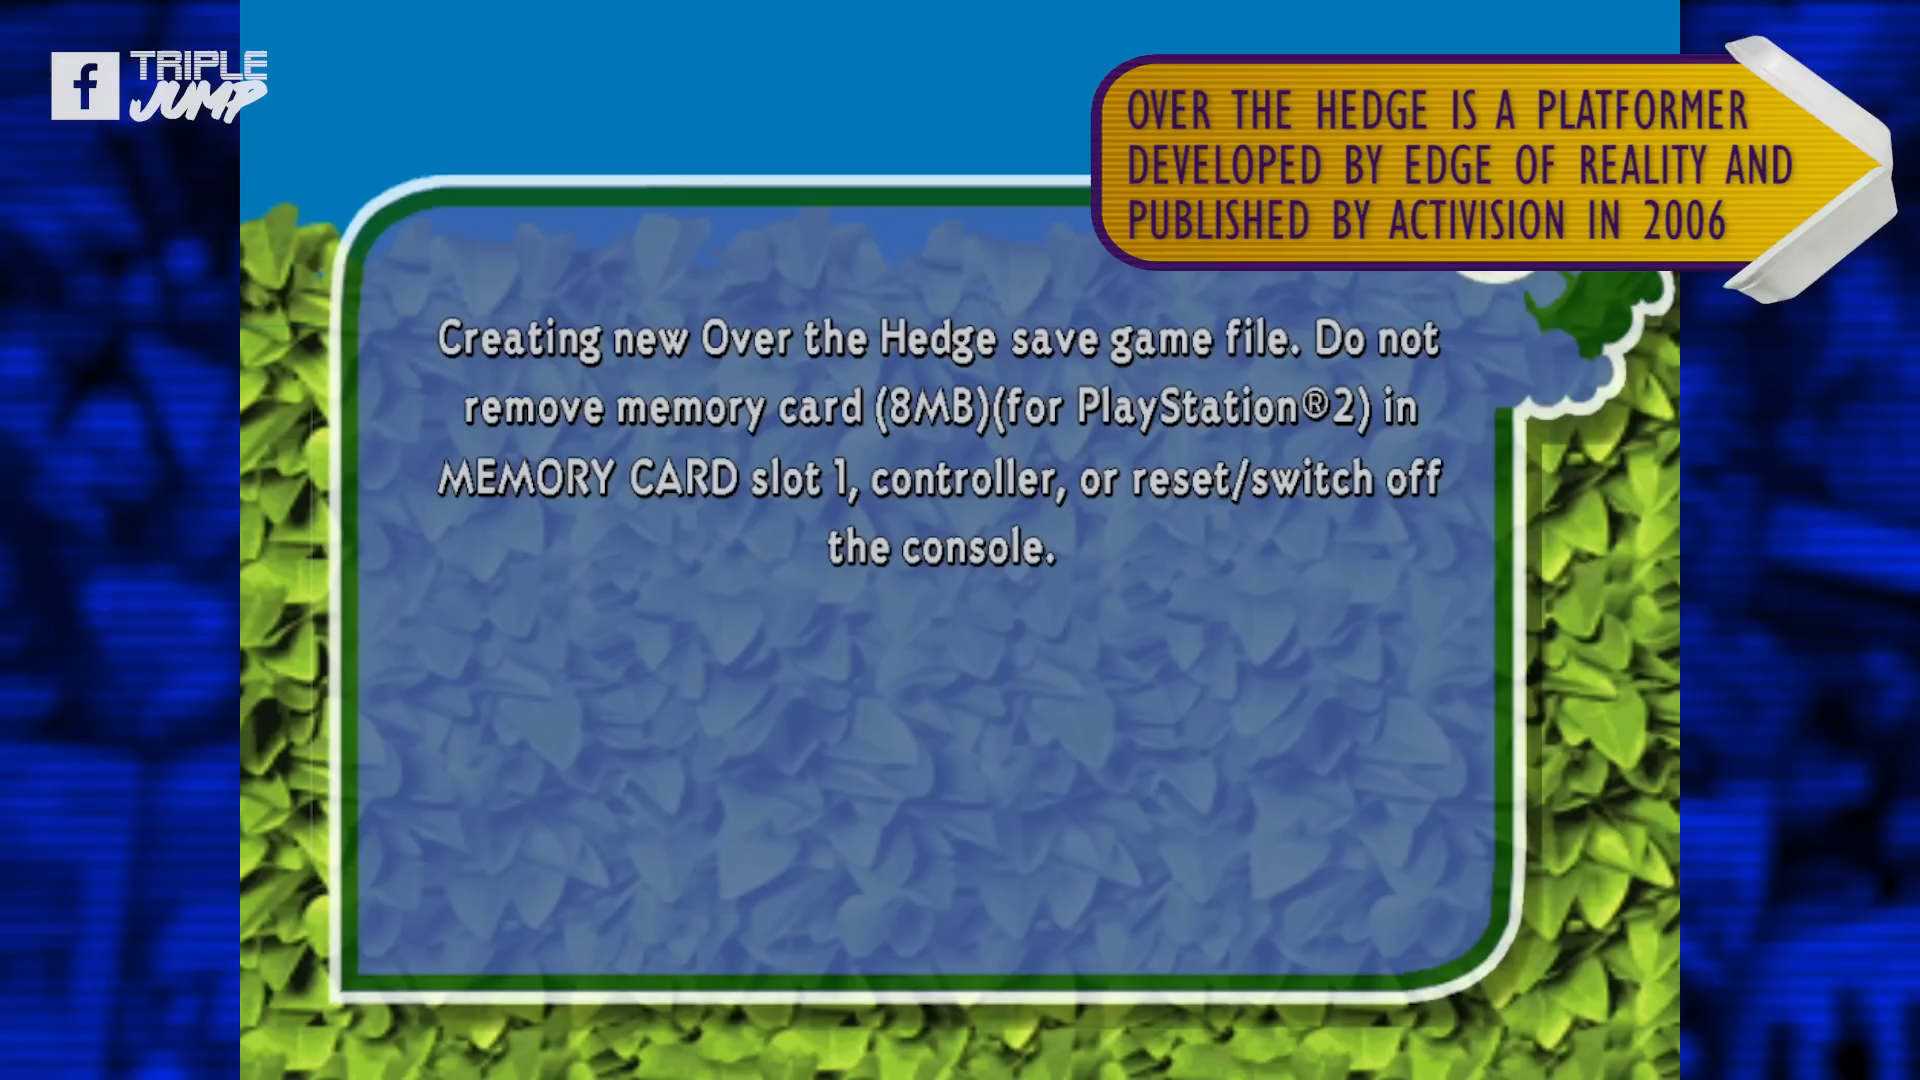 f TRIPLE
JUMP
OVER THE HEDGE IS A PLATFORMER
DEVELOPED BY EDGE OF REALITY AND
PUBLISHED BY ACTIVISION IN 2006
Creating new Over the Hedge save game file. Do not
remove memory card (8MB)(for PlayStation®2) in
MEMORY CARD slot 1, controller, or reset/switch off
the console.